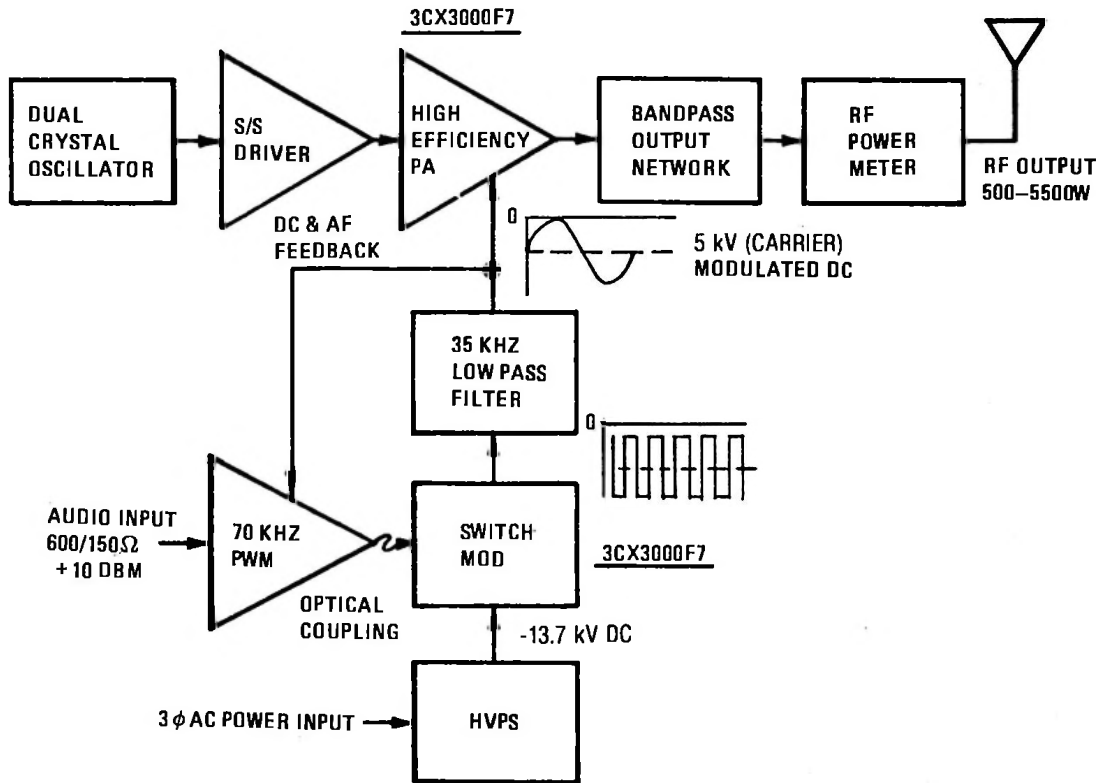 3CX3000F7
DUAL
CRYSTAL
OSCILLATOR
S/S
DRIVER
HIGH
EFFICIENCY
PA
BANDPASS
OUTPUT
NETWORK
RF
POWER
METER
RF OUTPUT
500–5500W
DC & AF
FEEDBACK
0
5 kV (CARRIER)
MODULATED DC
35 KHZ
LOW PASS
FILTER
0
AUDIO INPUT
600/150Ω
+10 DBM
70 KHZ
PWM
OPTICAL
COUPLING
SWITCH
MOD
3CX3000F7
-13.7 kV DC
3ϕ AC POWER INPUT
HVPS